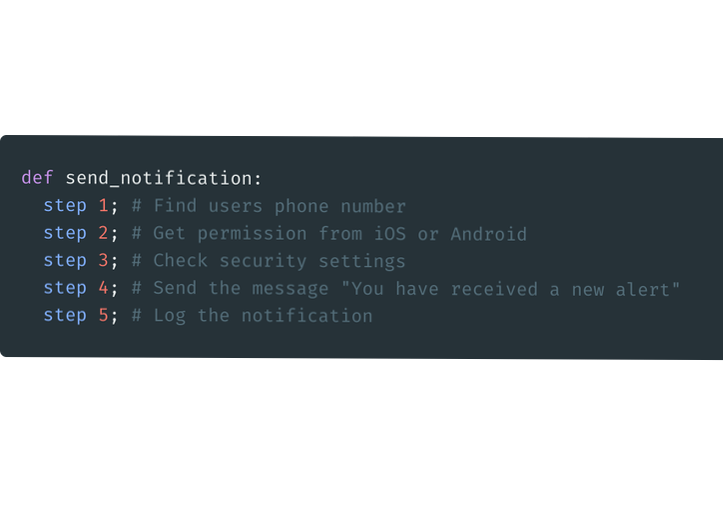 def send_notification:
step 1; # Find users phone number
step 2; # Get permission from iOS or Android
step 3; # Check security settings
step 4; # Send the message "You have received a new alert"
step 5; # Log the notification